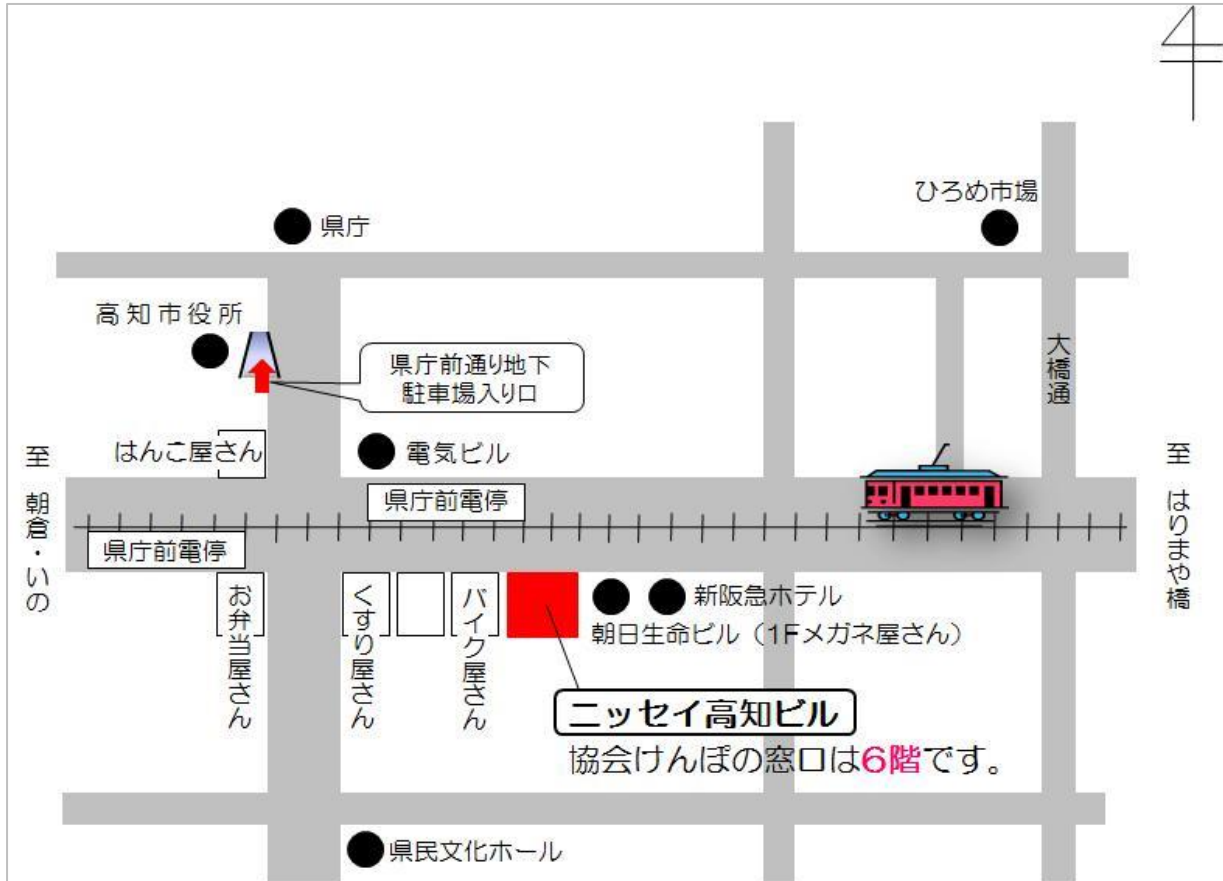 ひろめ市場
県庁
高知市役所
県庁前通り地下
駐車場入り口
大橋通
はんこ屋さん
電気ビル
至 朝倉・いの
至 はりまや橋
県庁前電停
県庁前電停
お弁当屋さん
くすり屋さん
バイク屋さん
新阪急ホテル
朝日生命ビル（1Fメガネ屋さん）
ニッセイ高知ビル
協会けんぽの窓口は6階です。
県民文化ホール